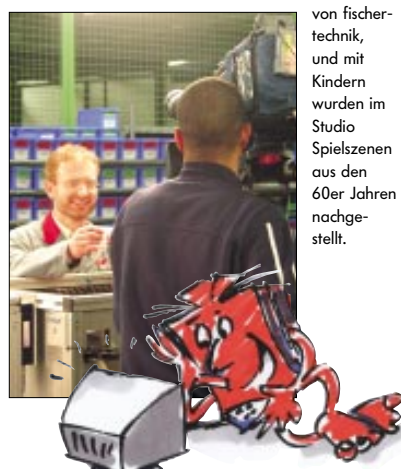 von fischer-
technik,
und mit
Kindern
wurden im
Studio
Spielszenen
aus den
60er Jahren
nachge-
stellt.